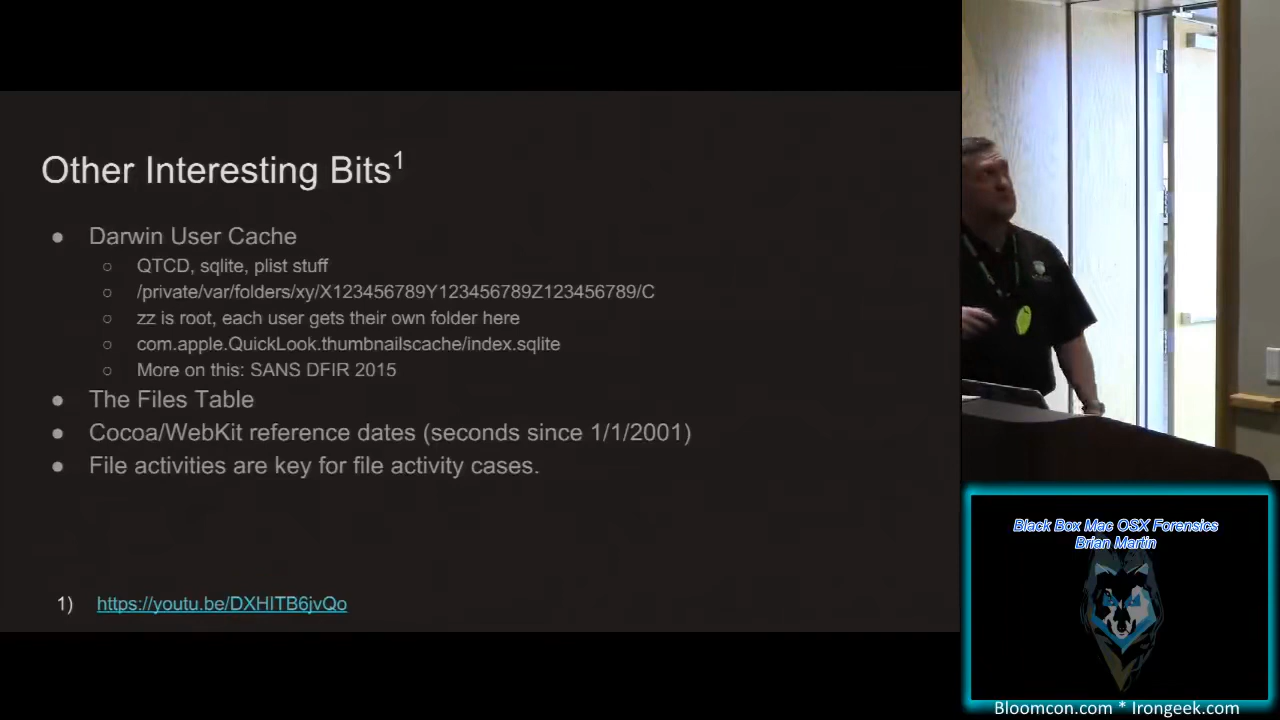 Other Interesting Bits1
● Darwin User Cache
○ QTCD, sqlite, plist stuff
○ /private/var/folders/xy/X123456789Y123456789Z123456789/C
○ zz is root, each user gets their own folder here
○ com.apple.QuickLook.thumbnailscache/index.sqlite
○ More on this: SANS DFIR 2015
● The Files Table
● Cocoa/WebKit reference dates (seconds since 1/1/2001)
● File activities are key for file activity cases.
1) https://youtu.be/DXHITB6jvQo
Black Box Mac OSX Forensics
Brian Martin
Bloomcon.com * Irongeek.com